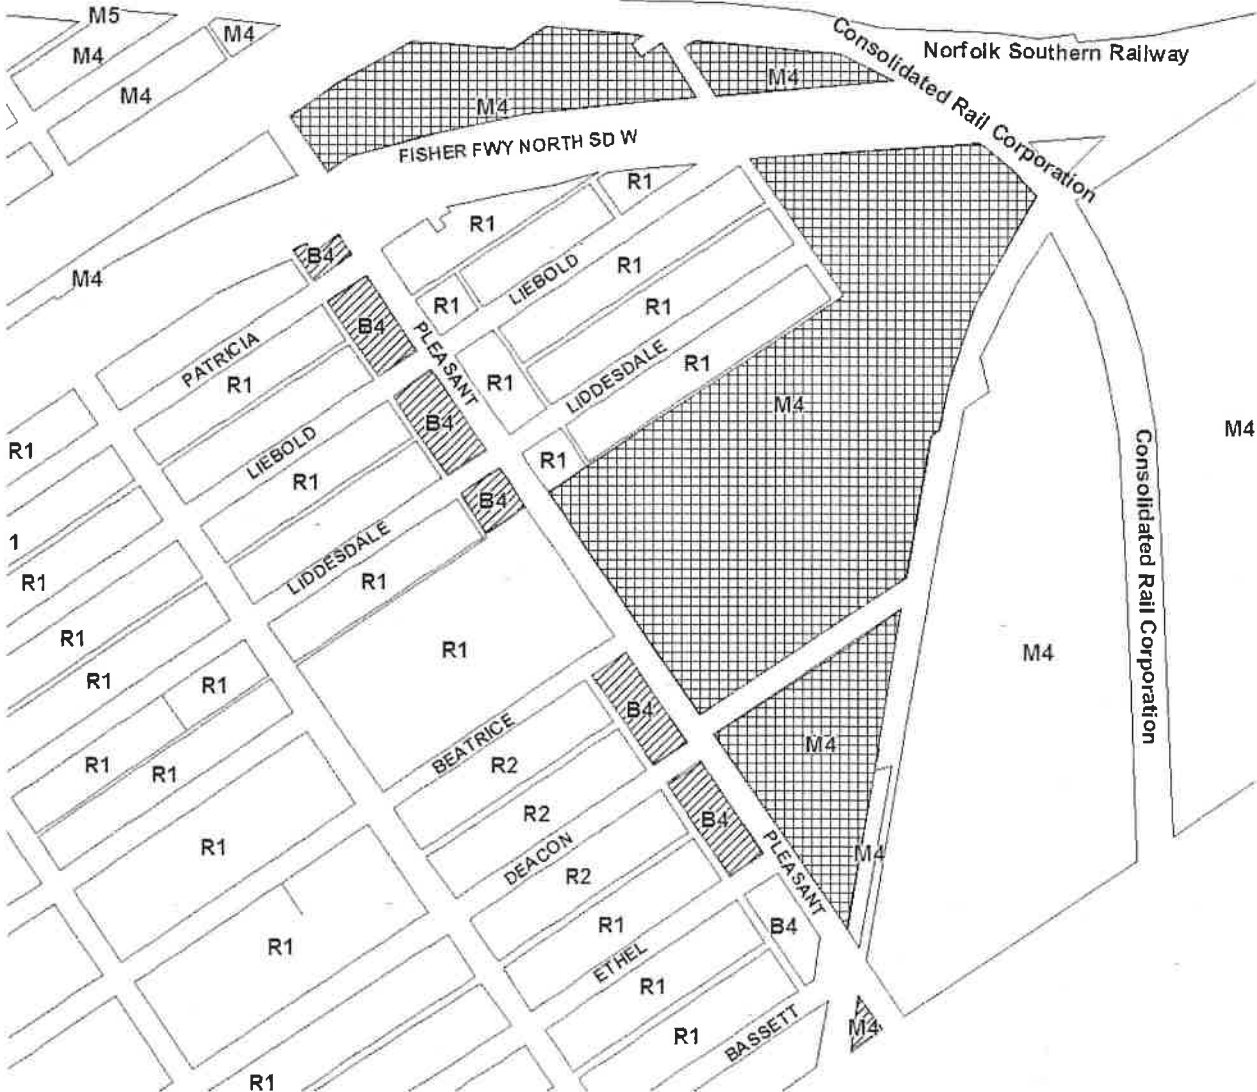 M5
M4
M4
M4
Consolidated Rail Corporation
Norfolk Southern Railway
M4
M4
FISHER FWY NORTH SD W
R1
R1
B4
M4
LIEBOLD
R1
R1
R1
B4
PLEASANT
PATRICIA
R1
LIDDESDALE
R1
R1
M4
B4
M4
R1
LIEBOLD
R1
R1
B4
Consolidated Rail Corporation
1
LIDDESDALE
R1
R1
R1
R1
M4
R1
R1
B4
BEATRICE
M4
R1
R1
R2
R2
B4
R1
DEACON
PLEASANT
M4
R2
R1
B4
R1
ETHEL
R1
R1
BASSETT
M4
R1